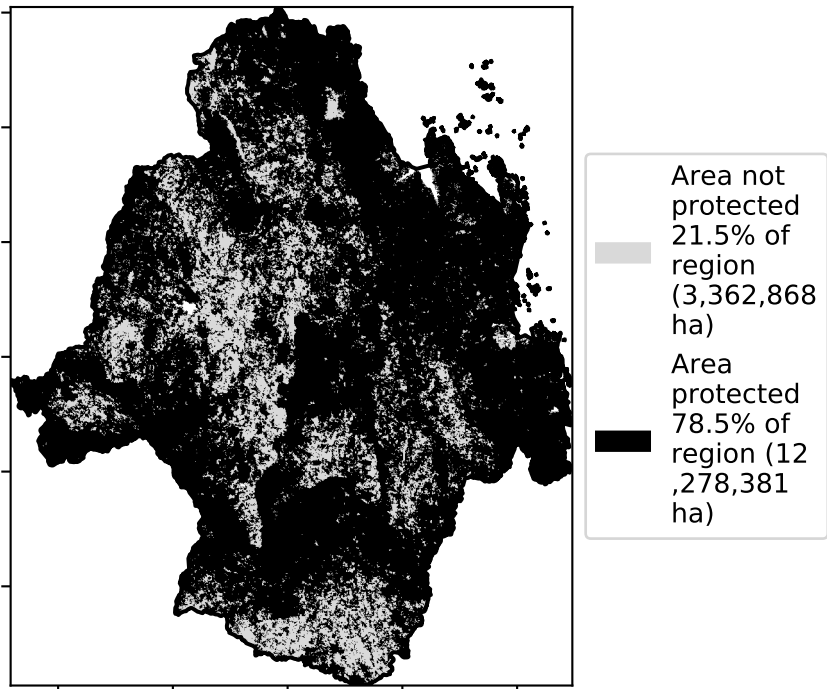 Area not
protected
21.5% of
region
(3,362,868
ha)
Area
protected
78.5% of
region (12
,278,381
ha)